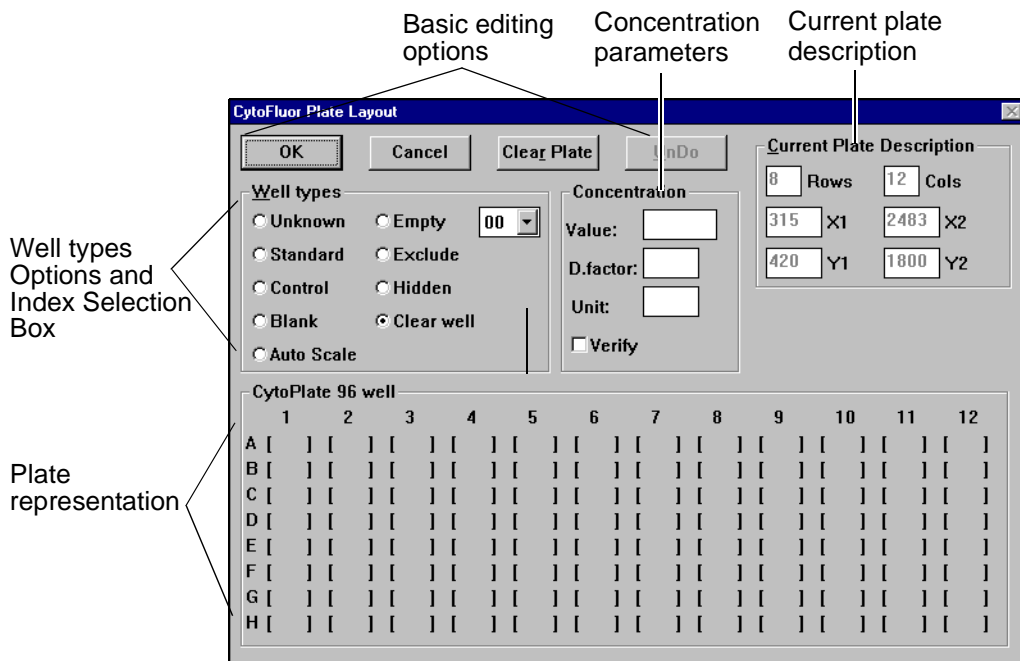 Basic editing
options
Concentration
parameters
Current plate
description
CytoFluor Plate Layout
OK Cancel Clear Plate UnDo
Current Plate Description
8 Rows 12 Cols
315 X1 2483 X2
420 Y1 1800 Y2
Well types
Unknown Empty 00
Standard Exclude
Control Hidden
Blank Clear well
Auto Scale
Concentration
Value:
D.factor:
Unit:
Verify
Well types
Options and
Index Selection
Box
CytoPlate 96 well
1 2 3 4 5 6 7 8 9 10 11 12
A [ ] [ ] [ ] [ ] [ ] [ ] [ ] [ ] [ ] [ ] [ ] [ ]
B [ ] [ ] [ ] [ ] [ ] [ ] [ ] [ ] [ ] [ ] [ ] [ ]
C [ ] [ ] [ ] [ ] [ ] [ ] [ ] [ ] [ ] [ ] [ ] [ ]
D [ ] [ ] [ ] [ ] [ ] [ ] [ ] [ ] [ ] [ ] [ ] [ ]
E [ ] [ ] [ ] [ ] [ ] [ ] [ ] [ ] [ ] [ ] [ ] [ ]
F [ ] [ ] [ ] [ ] [ ] [ ] [ ] [ ] [ ] [ ] [ ] [ ]
G [ ] [ ] [ ] [ ] [ ] [ ] [ ] [ ] [ ] [ ] [ ] [ ]
H [ ] [ ] [ ] [ ] [ ] [ ] [ ] [ ] [ ] [ ] [ ] [ ]
Plate
representation